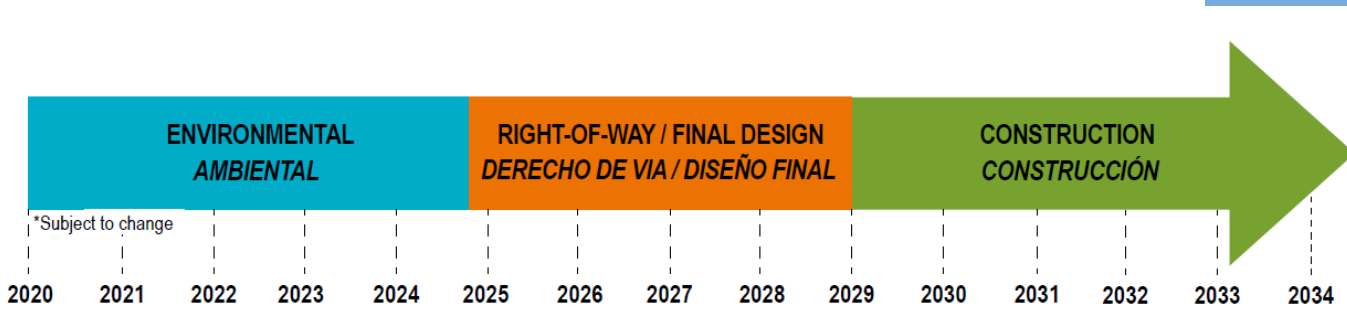 ENVIRONMENTAL
AMBIENTAL
RIGHT-OF-WAY / FINAL DESIGN
DERECHO DE VIA / DISEÑO FINAL
CONSTRUCTION
CONSTRUCCIÓN
*Subject to change
2020 2021 2022 2023 2024 2025 2026 2027 2028 2029 2030 2031 2032 2033 2034